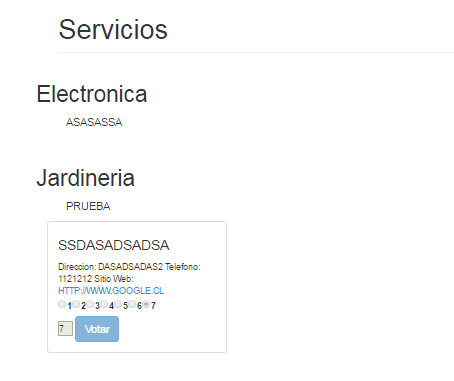 Servicios
Electronica
ASASASSA
Jardineria
PRUEBA
SSDASADSADSA
Direccion: DASADSADAS2 Telefono:
1121212 Sitio Web:
HTTP://WWW.GOOGLE.CL
1 2 3 4 5 6 7
7 Votar